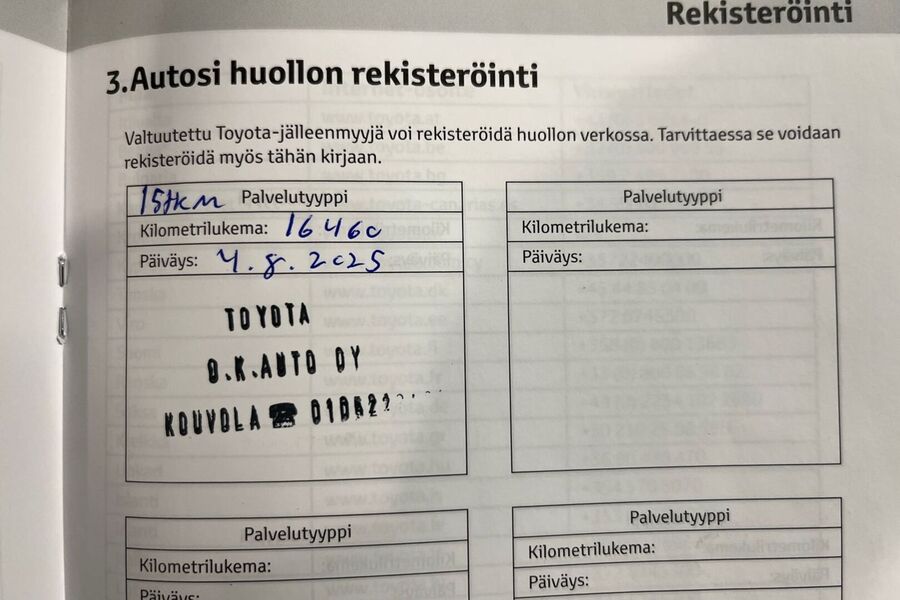 Rekisteröinti
3.Autosi huollon rekisteröinti
Valtuutettu Toyota-jälleenmyyjä voi rekisteröidä huollon verkossa. Tarvittaessa se voidaan
rekisteröidä myös tähän kirjaan.
15tkm Palvelutyyppi
Kilometrilukema: 16460
Päiväys: 4.8.2025
TOYOTA
O.K.AUTO OY
KOUVOLA ☎
Palvelutyyppi
Kilometrilukema:
Päiväys:
Palvelutyyppi
Kilometrilukema:
Päiväys:
Palvelutyyppi
Kilometrilukema:
Päiväys: